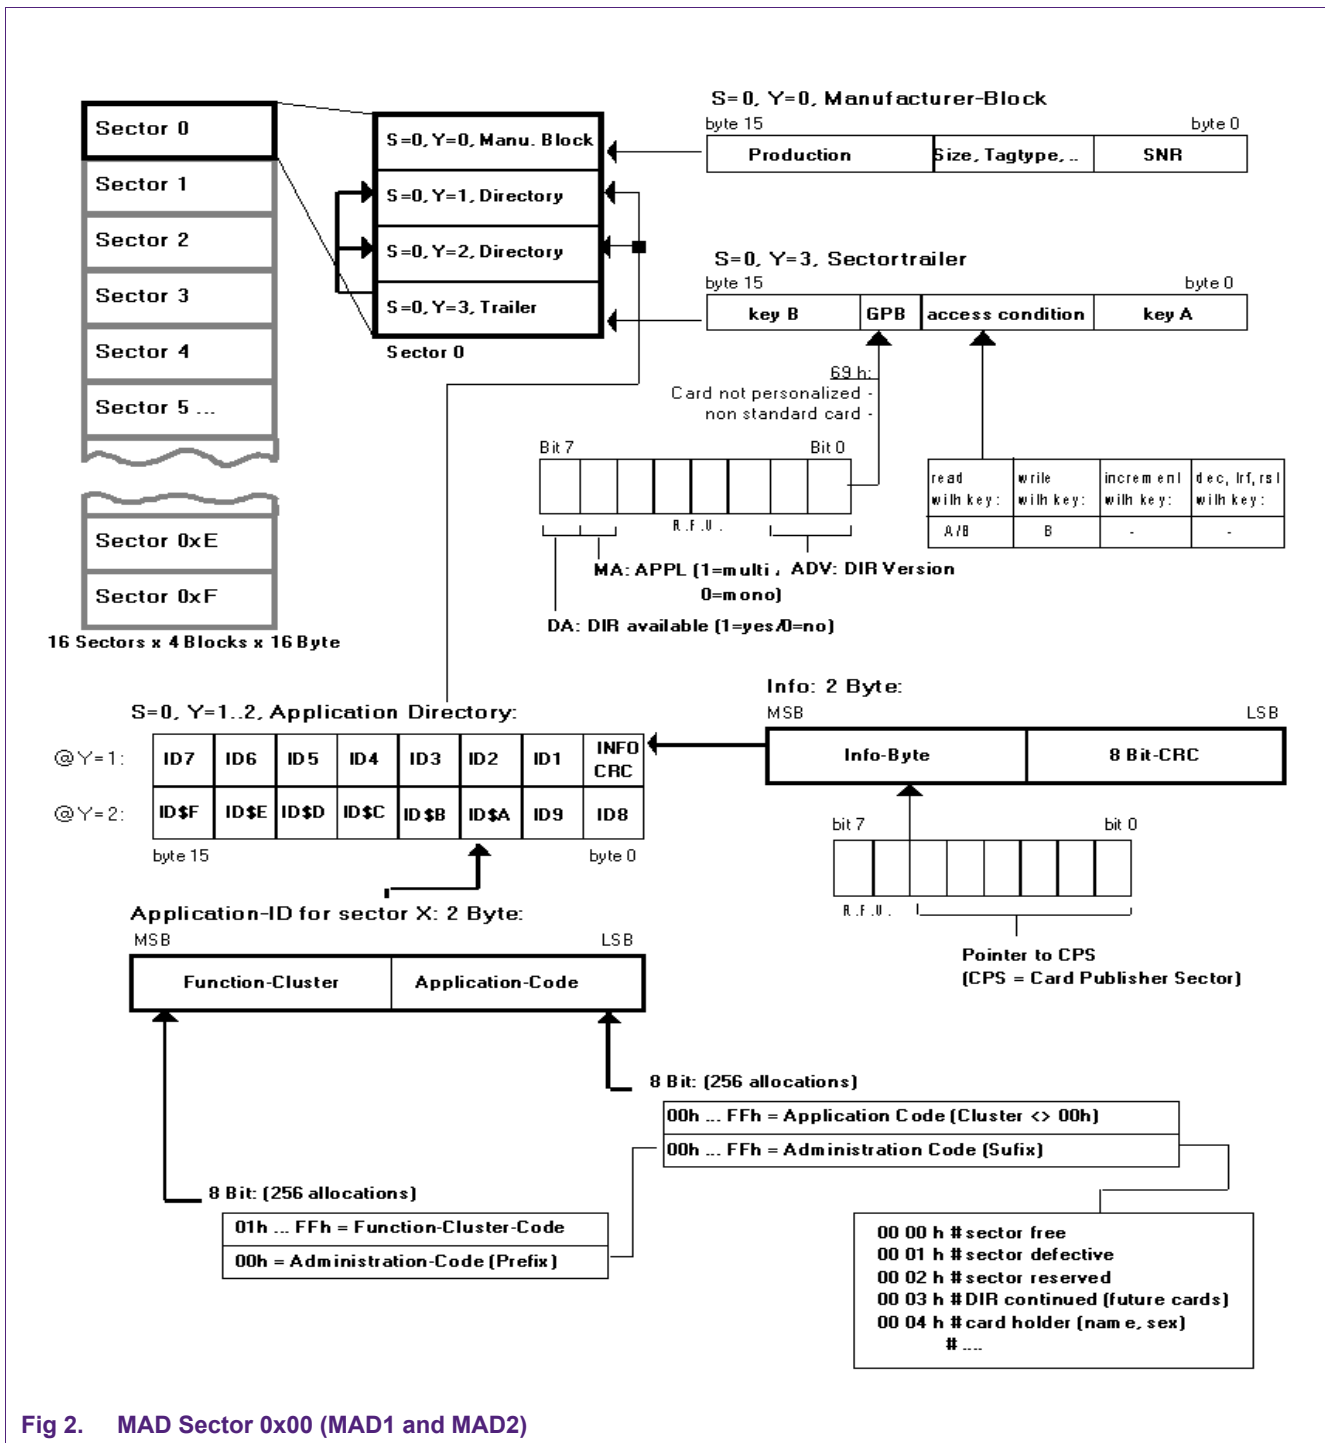 S=0, Y=0, Manufacturer-Block
byte 15 byte 0
Production Size, Tagtype, .. SNR
Sector 0
Sector 1
Sector 2
Sector 3
Sector 4
Sector 5 ...
Sector 0xE
Sector 0xF
16 Sectors x 4 Blocks x 16 Byte
S=0, Y=0, Manu. Block
S=0, Y=1, Directory
S=0, Y=2, Directory
S=0, Y=3, Trailer
Sector 0
S=0, Y=3, Sectortrailer
byte 15 byte 0
key B GPB access condition key A
69 h:
Card not personalized -
non standard card -
Bit 7 Bit 0
R.F.U.
MA: APPL (1=multi / ADV: DIR Version
0=mono)
DA: DIR available (1=yes/0=no)
read write increment dec, trf, rst
with key: with key: with key: with key:
A/B B - -
S=0, Y=1..2, Application Directory:
@Y=1: ID7 ID6 ID5 ID4 ID3 ID2 ID1 INFO
CRC
@Y=2: ID$F ID$E ID$D ID$C ID$B ID$A ID9 ID8
byte 15 byte 0
Info: 2 Byte:
MSB LSB
Info-Byte 8 Bit-CRC
bit 7 bit 0
R.F.U.
Pointer to CPS
(CPS = Card Publisher Sector)
Application-ID for sector X: 2 Byte:
MSB LSB
Function-Cluster Application-Code
8 Bit: (256 allocations)
00h ... FFh = Application Code (Cluster <> 00h)
00h ... FFh = Administration Code (Sufix)
8 Bit: (256 allocations)
01h ... FFh = Function-Cluster-Code
00h = Administration-Code (Prefix)
00 00 h # sector free
00 01 h # sector defective
00 02 h # sector reserved
00 03 h # DIR continued (future cards)
00 04 h # card holder (name, sex)
# ....
Fig 2. MAD Sector 0x00 (MAD1 and MAD2)